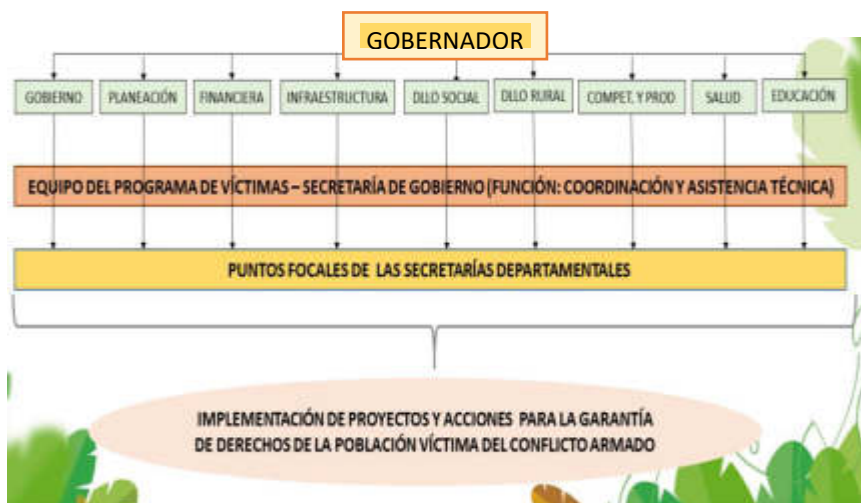 GOBERNADOR
GOBIERNO
PLANEACIÓN
FINANCIERA
INFRAESTRUCTURA
DLLO SOCIAL
DLLO RURAL
COMPET. Y PROD
SALUD
EDUCACIÓN
EQUIPO DEL PROGRAMA DE VÍCTIMAS – SECRETARÍA DE GOBIERNO (FUNCIÓN: COORDINACIÓN Y ASISTENCIA TÉCNICA)
PUNTOS FOCALES DE LAS SECRETARÍAS DEPARTAMENTALES
IMPLEMENTACIÓN DE PROYECTOS Y ACCIONES PARA LA GARANTÍA
DE DERECHOS DE LA POBLACIÓN VÍCTIMA DEL CONFLICTO ARMADO